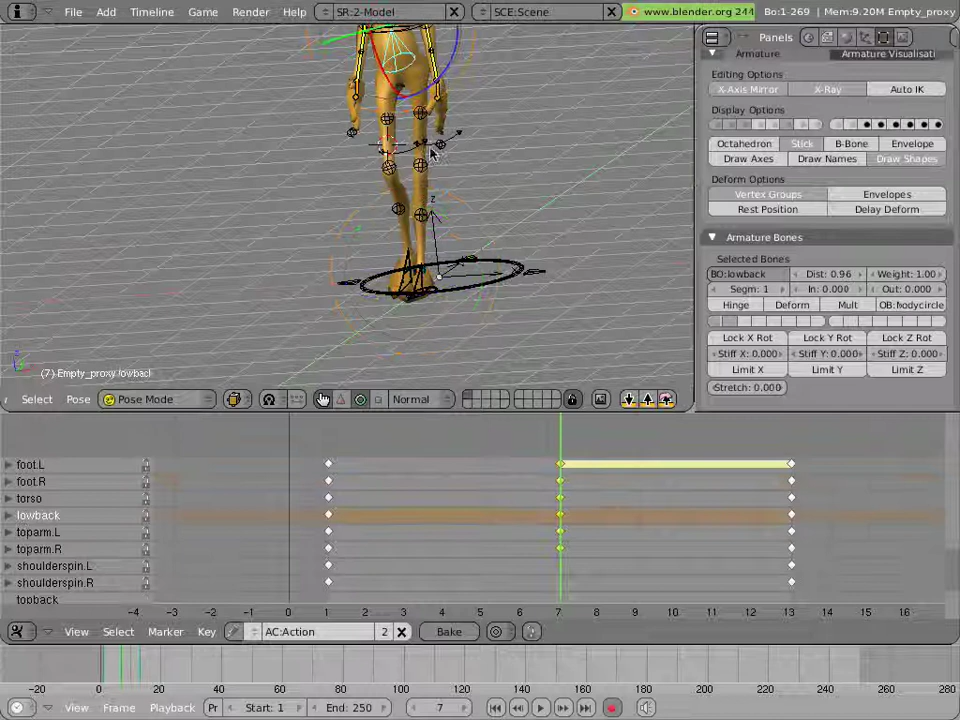 File Add Timeline Game Render Help SR:2-Model SCE:Scene www.blender.org 244 Bo:1-269 | Mem:9.20M Empty_proxy
Panels
Armature Armature Visualisati
Editing Options
X-Axis Mirror X-Ray Auto IK
Display Options
Octahedron Stick B-Bone Envelope
Draw Axes Draw Names Draw Shapes
Deform Options
Vertex Groups Envelopes
Rest Position Delay Deform
Armature Bones
Selected Bones
BO:lowback Dist: 0.96 Weight: 1.00
Segm: 1 In: 0.000 Out: 0.000
Hinge Deform Mult OB:bodycircle
Lock X Rot Lock Y Rot Lock Z Rot
Stiff X: 0.000 Stiff Y: 0.000 Stiff Z: 0.000
Limit X Limit Y Limit Z
Stretch: 0.000
z
(7) Empty_proxy lowback
Select Pose Pose Mode Normal
foot.L
foot.R
torso
lowback
toparm.L
toparm.R
shoulderspin.L
shoulderspin.R
topback
-4 -3 -2 -1 0 1 2 3 4 5 6 7 8 9 10 11 12 13 14 15 16
View Select Marker Key AC:Action 2 Bake
-20 0 20 40 60 80 100 120 140 160 180 200 220 240 260 280
View Frame Playback Pr Start: 1 End: 250 7